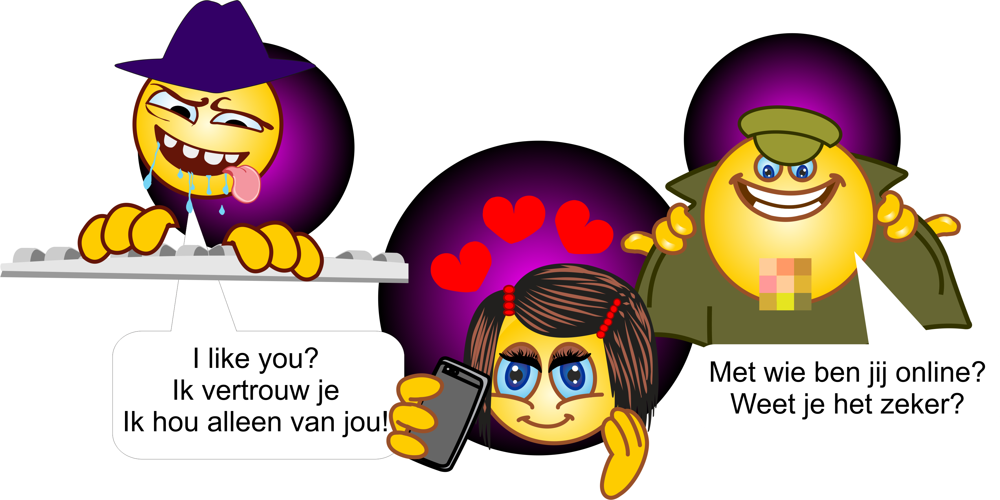 I like you?
Ik vertrouw je
Ik hou alleen van jou!
Met wie ben jij online?
Weet je het zeker?